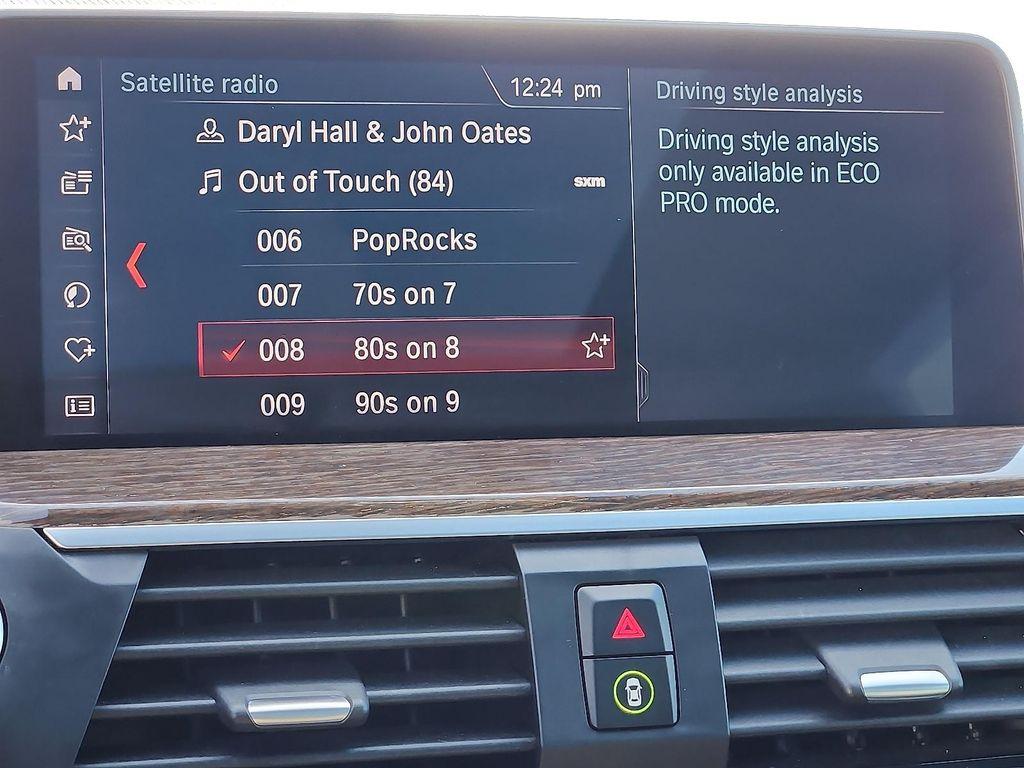 Satellite radio
12:24 pm
Daryl Hall & John Oates
Out of Touch (84)
sxm
006 PopRocks
007 70s on 7
008 80s on 8
009 90s on 9
Driving style analysis
Driving style analysis
only available in ECO
PRO mode.